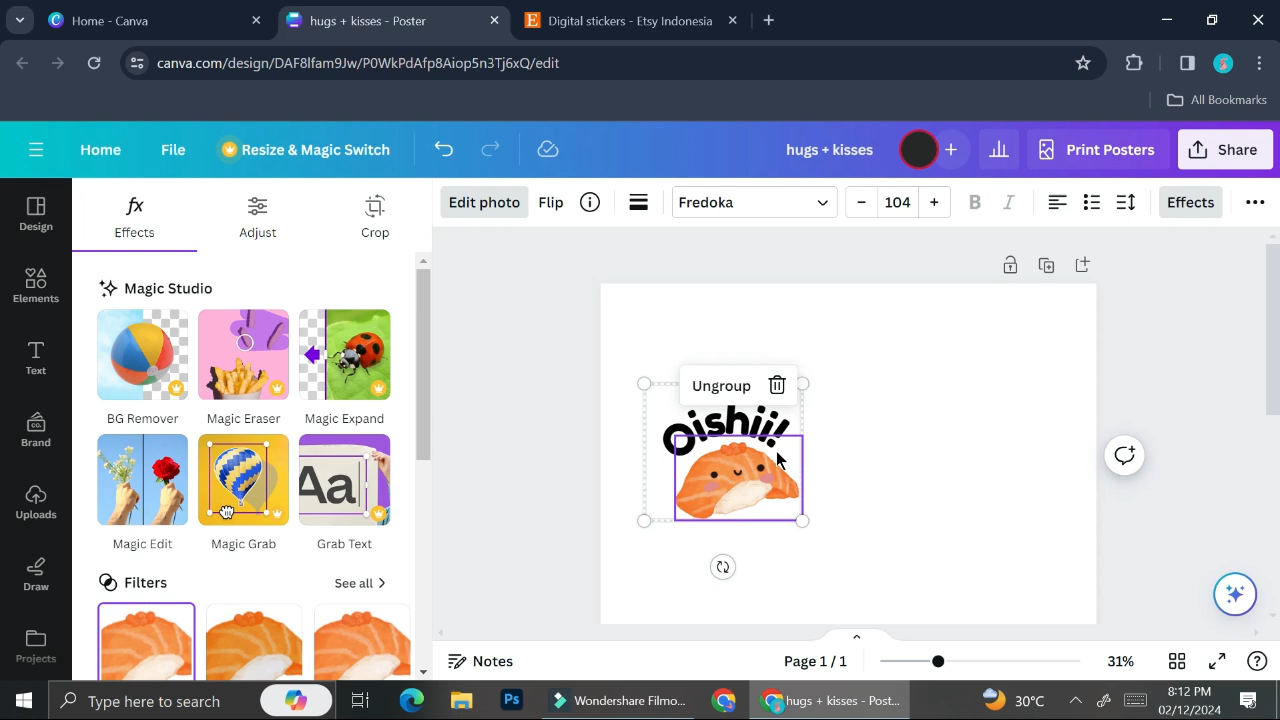 Home - Canva
hugs + kisses - Poster
Digital stickers - Etsy Indonesia
canva.com/design/DAF8lfam9Jw/P0WkPdAfp8Aiop5n3Tj6xQ/edit
All Bookmarks
Home
File
Resize & Magic Switch
hugs + kisses
Print Posters
Share
Design
Elements
Text
Brand
Uploads
Draw
Projects
Effects
Adjust
Crop
Edit photo
Flip
Fredoka
104
B
I
Effects
Magic Studio
BG Remover
Magic Eraser
Magic Expand
Aa
Magic Edit
Magic Grab
Grab Text
Filters
See all
Ungroup
Oishii!
Notes
Page 1 / 1
31%
Type here to search
Ps
Wondershare Filmo...
hugs + kisses - Post...
30°C
8:12 PM
02/12/2024